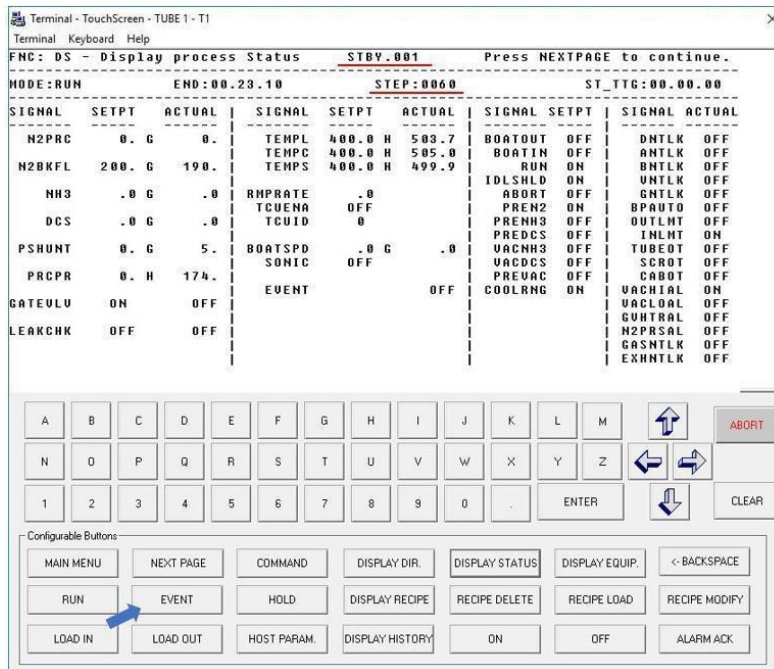 Terminal - TouchScreen - TUBE 1 - T1
Terminal Keyboard Help
FNC: DS - Display process Status STBY.001 Press NEXTPAGE to continue.
MODE:RUN END:00.23.10 STEP:0060 ST_TTG:00.00.00
SIGNAL SETPT ACTUAL | SIGNAL SETPT ACTUAL | SIGNAL SETPT | SIGNAL ACTUAL
N2PRC 0. G 0. | TEMPL 400.0 H 503.7 | BOATOUT OFF | DNTLK OFF
TEMPC 400.0 H 505.0 | BOATIN OFF | ANTLK OFF
N2BKFL 200. G 190. | TEMPS 400.0 H 499.9 | RUN ON | BNTLK OFF
IDLSHLD ON | VNTLK OFF
NH3 .0 G .0 | RMPRATE .0 | ABORT OFF | GNTLK OFF
TCUENA OFF | PREN2 ON | BPAUTO OFF
DCS .0 G .0 | TCUID 0 | PRENH3 OFF | OUTLMT OFF
PREDCS OFF | INLMT ON
PSHUNT 0. G 5. | BOATSPD .0 G .0 | VACNH3 OFF | TUBEOT OFF
SONIC OFF | VACDCS OFF | SCROT OFF
PRCPR 0. H 174. | PREVAC OFF | CABOT OFF
EVENT OFF | COOLRNG ON | VACHIAL ON
GATEVLV ON OFF | VACLOAL OFF
GVHTRAL OFF
LEAKCHK OFF OFF | N2PRSAL OFF
GASNTLK OFF
EXHNTLK OFF
A B C D E F G H I J K L M ABORT
N O P Q R S T U V W X Y Z
1 2 3 4 5 6 7 8 9 0 . ENTER CLEAR
Configurable Buttons
MAIN MENU NEXT PAGE COMMAND DISPLAY DIR. DISPLAY STATUS DISPLAY EQUIP. <- BACKSPACE
RUN EVENT HOLD DISPLAY RECIPE RECIPE DELETE RECIPE LOAD RECIPE MODIFY
LOAD IN LOAD OUT HOST PARAM. DISPLAY HISTORY ON OFF ALARM ACK